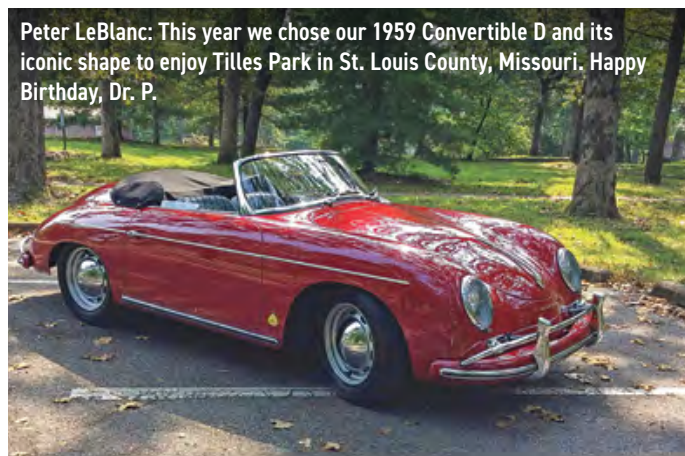 Peter LeBlanc: This year we chose our 1959 Convertible D and its
iconic shape to enjoy Tilles Park in St. Louis County, Missouri. Happy
Birthday, Dr. P.